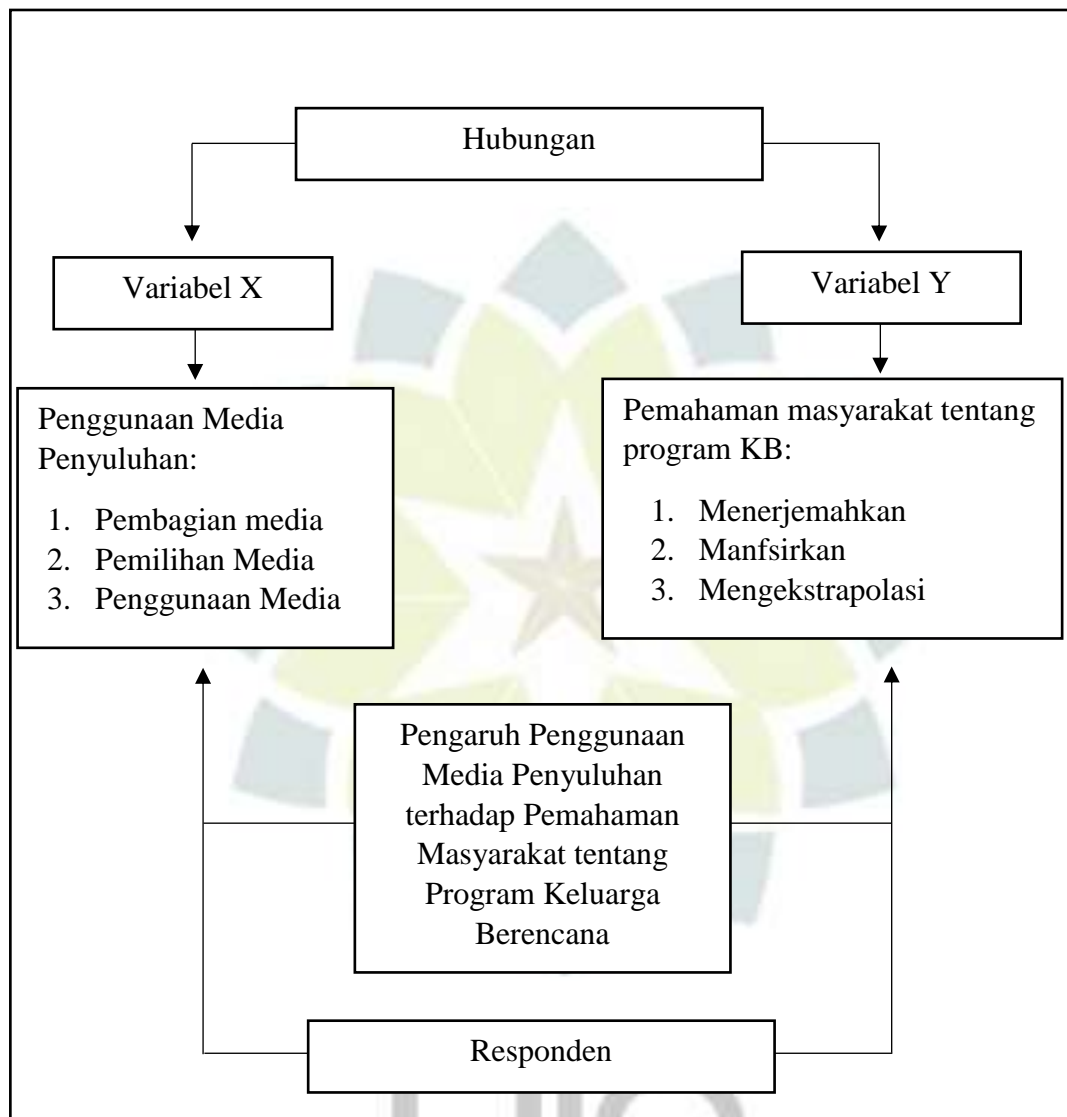 Hubungan
Variabel X
Variabel Y
Penggunaan Media
Penyuluhan:
1. Pembagian media
2. Pemilihan Media
3. Penggunaan Media
Pemahaman masyarakat tentang
program KB:
1. Menerjemahkan
2. Manfsirkan
3. Mengekstrapolasi
Pengaruh Penggunaan
Media Penyuluhan
terhadap Pemahaman
Masyarakat tentang
Program Keluarga
Berencana
Responden